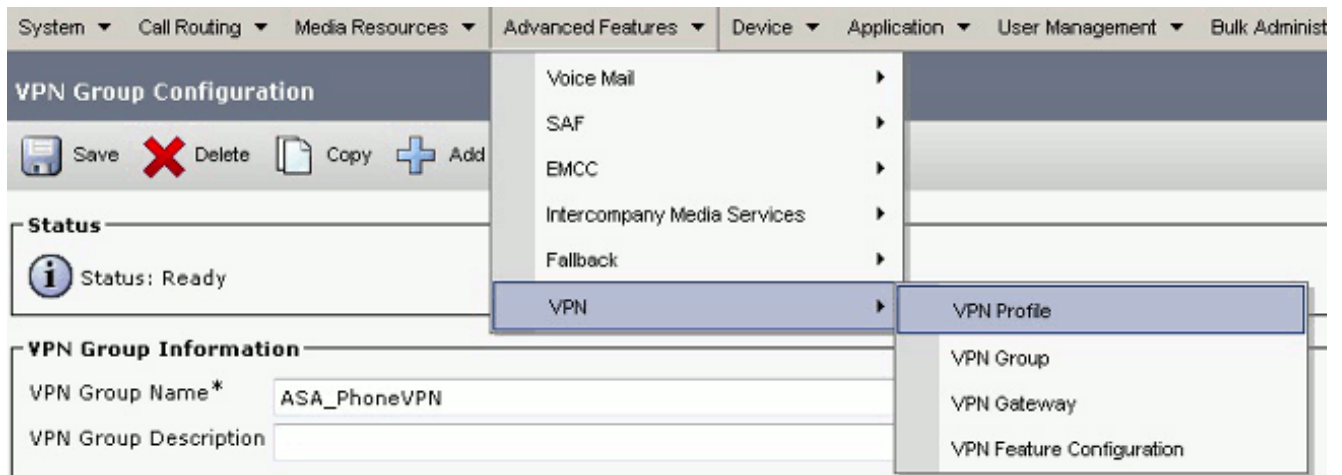 System Call Routing Media Resources Advanced Features Device Application User Management Bulk Administ
VPN Group Configuration
Save Delete Copy Add
Voice Mail
SAF
EMCC
Intercompany Media Services
Fallback
VPN
VPN Profile
VPN Group
VPN Gateway
VPN Feature Configuration
Status
Status: Ready
VPN Group Information
VPN Group Name* ASA_PhoneVPN
VPN Group Description